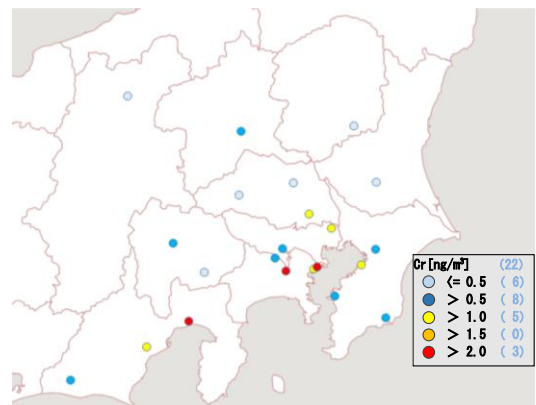 Cr[ng/m³] (22)
<= 0.5 ( 6)
> 0.5 ( 8)
> 1.0 ( 5)
> 1.5 ( 0)
> 2.0 ( 3)